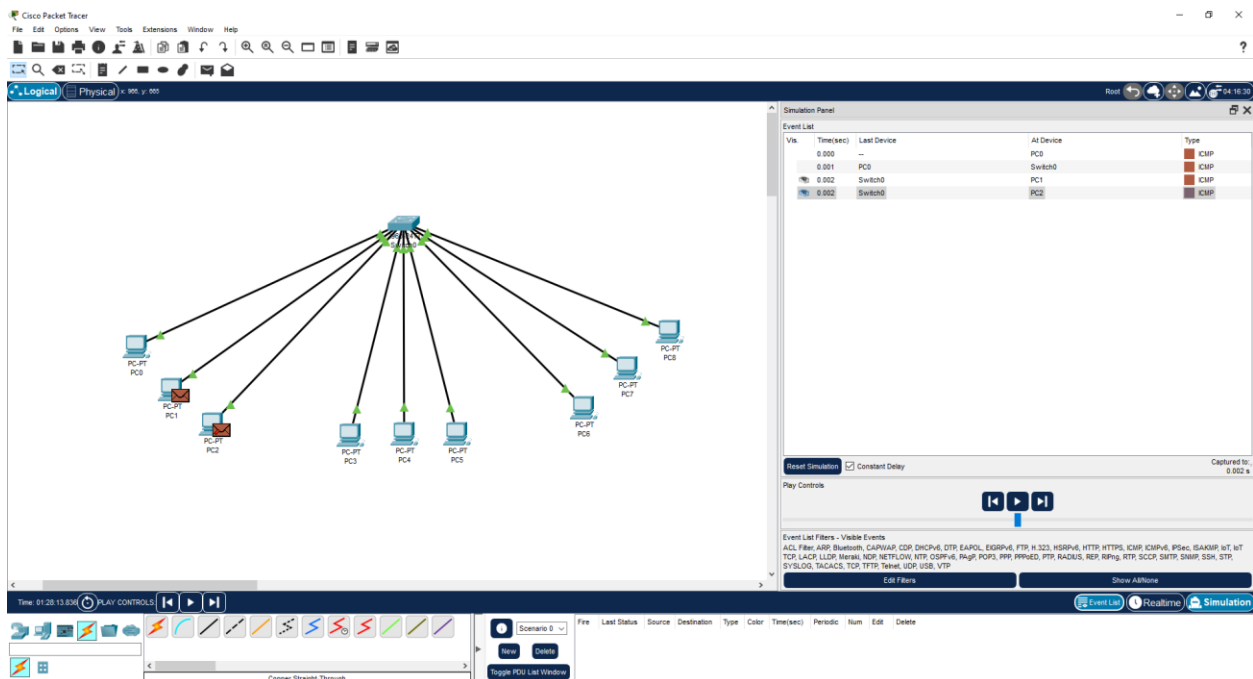 Cisco Packet Tracer
File Edit Options View Tools Extensions Window Help
?
Logical Physical x: 966, y: 665
Root 04:16:30
Simulation Panel
Event List
Vis. Time(sec) Last Device At Device Type
0.000 -- PC0 ICMP
0.001 PC0 Switch0 ICMP
0.002 Switch0 PC1 ICMP
0.002 Switch0 PC2 ICMP
Switch0
PC-PT
PC0
PC-PT
PC1
PC-PT
PC2
PC-PT
PC3
PC-PT
PC4
PC-PT
PC5
PC-PT
PC6
PC-PT
PC7
PC-PT
PC8
Reset Simulation Constant Delay
Captured to:
0.002 s
Play Controls
Event List Filters - Visible Events
ACL Filter, ARP, Bluetooth, CAPWAP, CDP, DHCPv6, DTP, EAPOL, EIGRPv6, FTP, H.323, HSRPv6, HTTP, HTTPS, ICMP, ICMPv6, IPSec, ISAKMP, IoT, IoT
TCP, LACP, LLDP, Meraki, NDP, NETFLOW, NTP, OSPFv6, PAgP, POP3, PPP, PPPoED, PTP, RADIUS, REP, RIPng, RTP, SCCP, SMTP, SNMP, SSH, STP,
SYSLOG, TACACS, TCP, TFTP, Telnet, UDP, USB, VTP
Edit Filters Show All/None
Time: 01:28:13.836 PLAY CONTROLS:
Event List Realtime Simulation
Scenario 0
New Delete
Toggle PDU List Window
Fire Last Status Source Destination Type Color Time(sec) Periodic Num Edit Delete
Copper Straight-Through